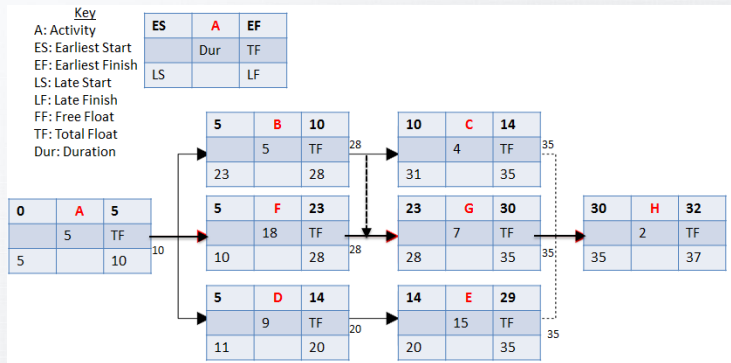 Key
A: Activity
ES: Earliest Start
EF: Earliest Finish
LS: Late Start
LF: Late Finish
FF: Free Float
TF: Total Float
Dur: Duration
ES A EF
Dur TF
LS LF
5 B 10
5 TF
23 28
28
10 C 14
4 TF
31 35
35
0 A 5
5 TF
5 10
10
5 F 23
18 TF
10 28
28
23 G 30
7 TF
28 35
35
30 H 32
2 TF
35 37
5 D 14
9 TF
11 20
20
14 E 29
15 TF
20 35
35